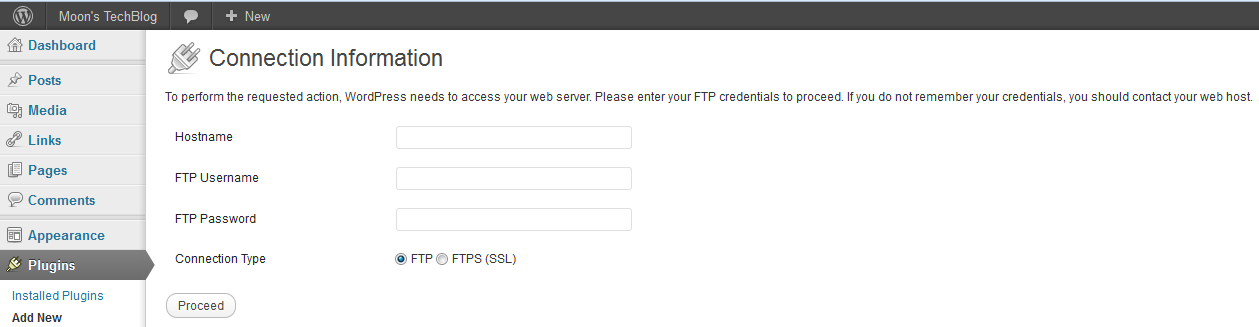 Moon's TechBlog
New
Dashboard
Posts
Media
Links
Pages
Comments
Appearance
Plugins
Installed Plugins
Add New
Connection Information
To perform the requested action, WordPress needs to access your web server. Please enter your FTP credentials to proceed. If you do not remember your credentials, you should contact your web host.
Hostname
FTP Username
FTP Password
Connection Type
FTP FTPS (SSL)
Proceed